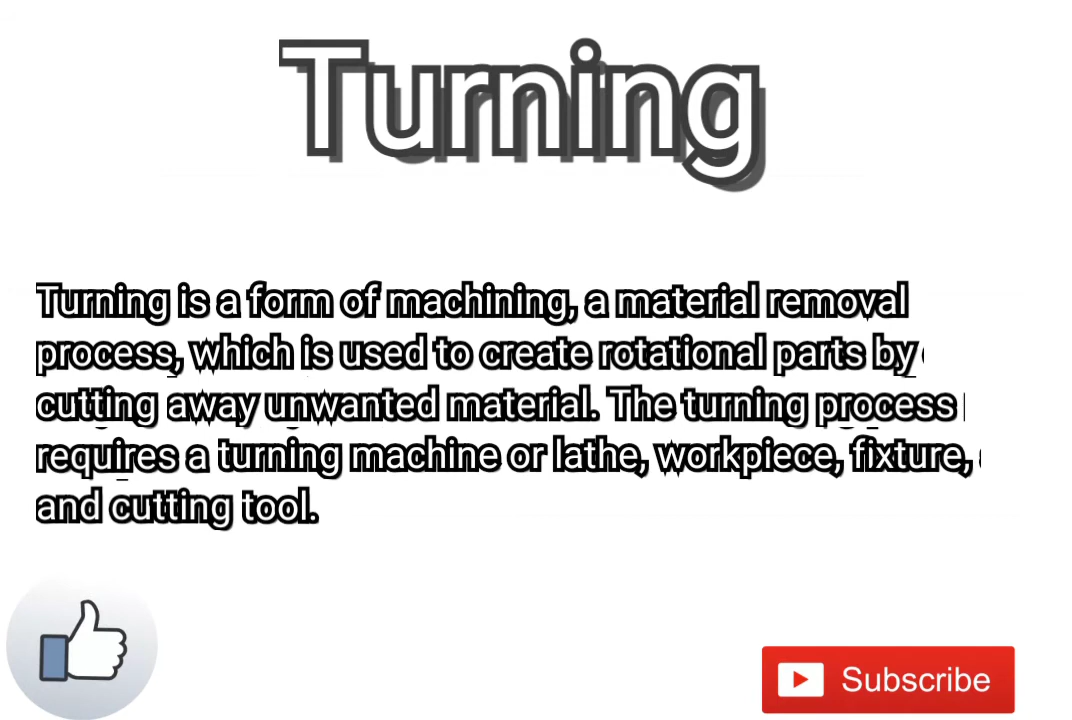 Turning
Turning is a form of machining, a material removal
process, which is used to create rotational parts by
cutting away unwanted material. The turning process
requires a turning machine or lathe, workpiece, fixture,
and cutting tool.
Subscribe